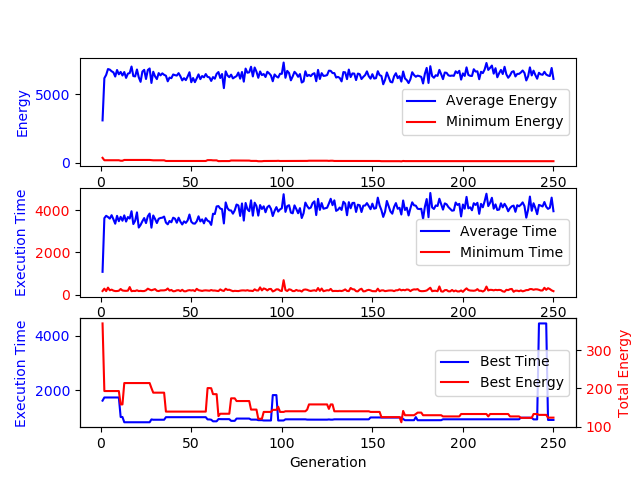 Energy
5000
0
Average Energy
Minimum Energy
0 50 100 150 200 250
Execution Time
4000
2000
0
Average Time
Minimum Time
0 50 100 150 200 250
Execution Time
4000
2000
Best Time
Best Energy
300
200
100
Total Energy
0 50 100 150 200 250
Generation